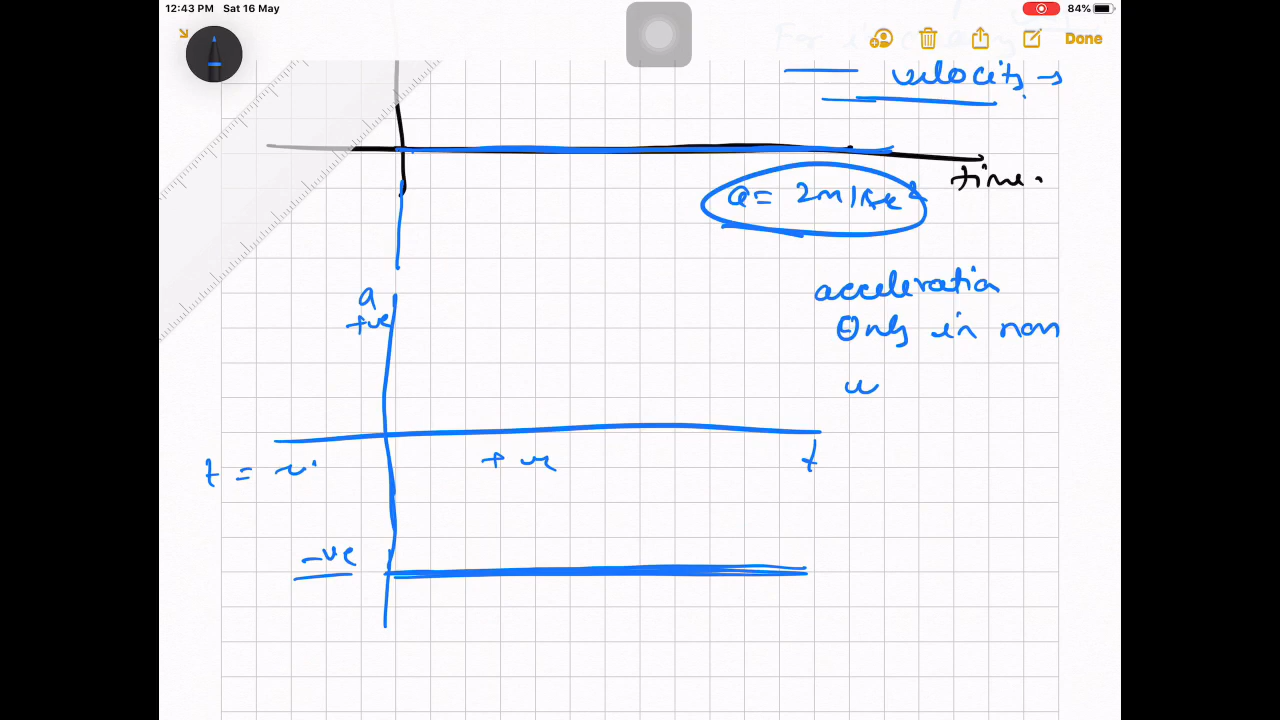 12:43 PM Sat 16 May
84%
Done
velocity →
time.
a = 2m/sec²
a
+ve
acceleration
Only in non
u
t
+ ve
t =
-ve